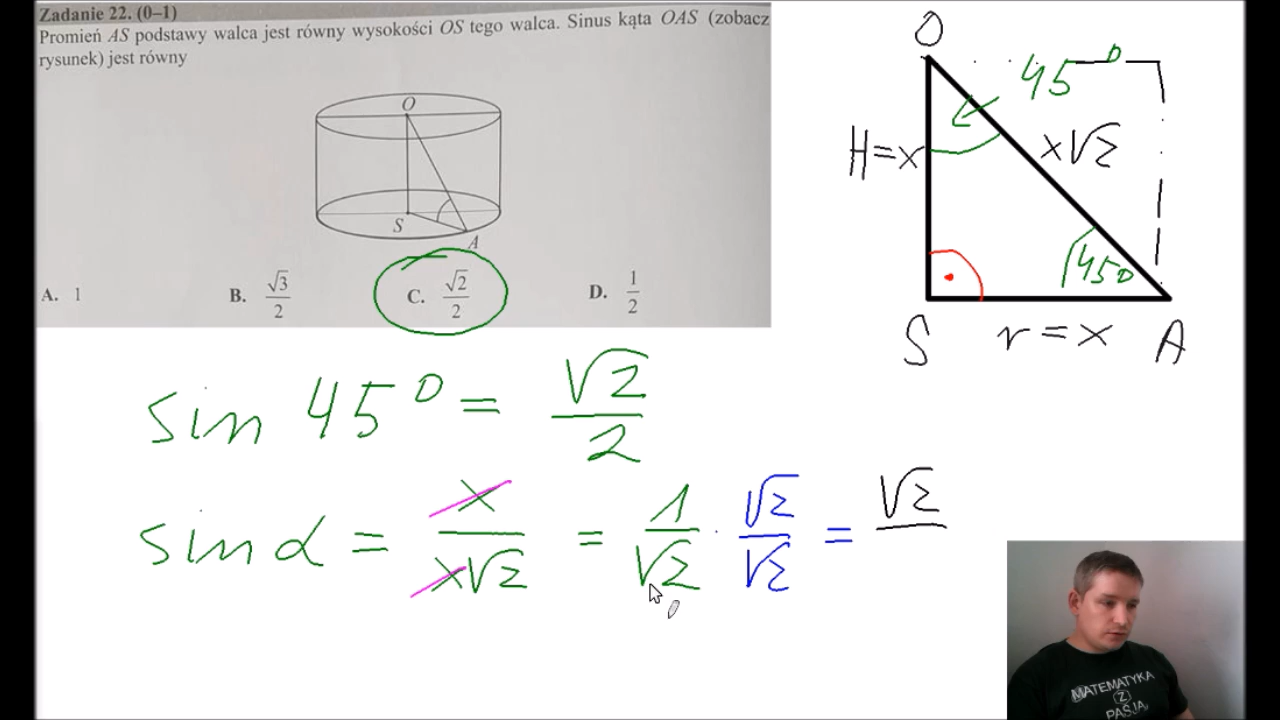 Zadanie 22. (0–1)
Promień AS podstawy walca jest równy wysokości OS tego walca. Sinus kąta OAS (zobacz
rysunek) jest równy
O
S
A
A. 1
B. √3/2
C. √2/2
D. 1/2
O
45°
H=x
x√2
45°
S
r=x
A
sin 45° = √2/2
sin α = x/x√2 = 1/√2 · √2/√2 = √2
MATEMATYKA
Z
PASJĄ